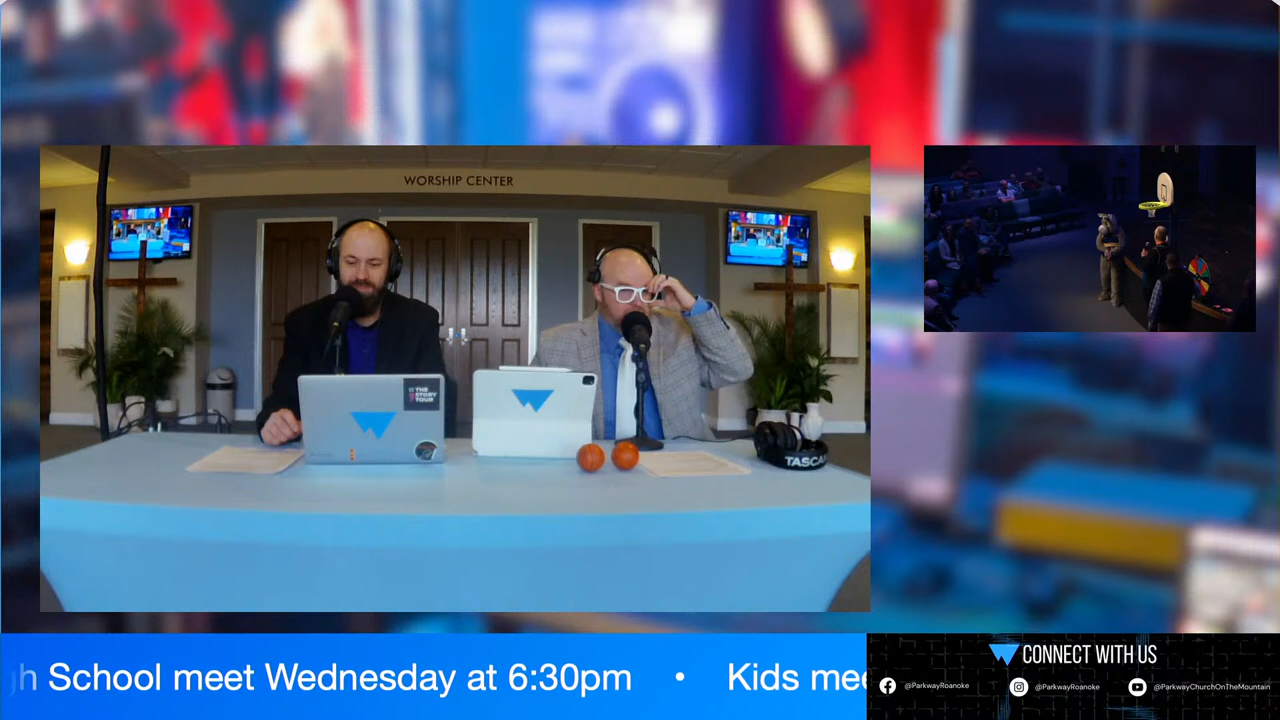 WORSHIP CENTER
THE
STORY
TOUR
TASCA
gh School meet Wednesday at 6:30pm • Kids mee
CONNECT WITH US
@ParkwayRoanoke
@ParkwayRoanoke
@ParkwayChurchOnTheMountain